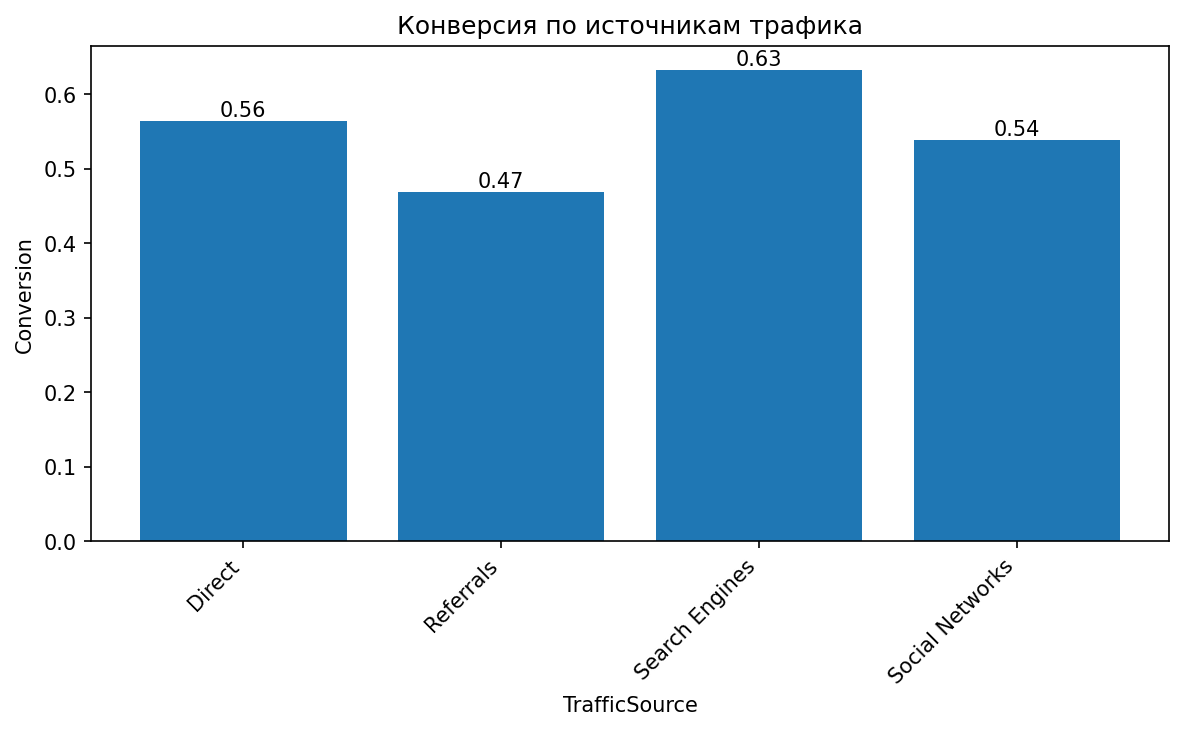 Конверсия по источникам трафика
Conversion
0.6
0.5
0.4
0.3
0.2
0.1
0.0
0.56
0.47
0.63
0.54
Direct
Referrals
Search Engines
Social Networks
TrafficSource